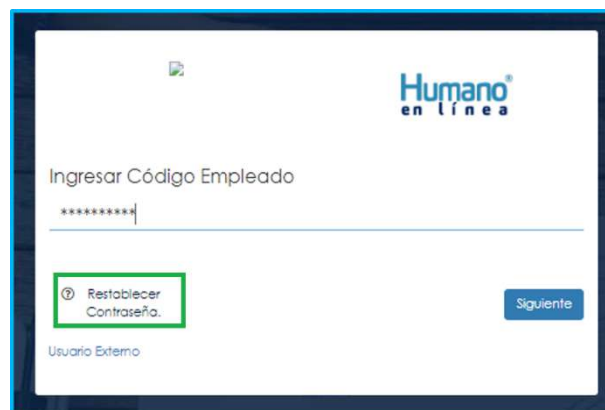 Humano®
en línea
Ingresar Código Empleado
**********
Restablecer
Contraseña.
Siguiente
Usuario Externo